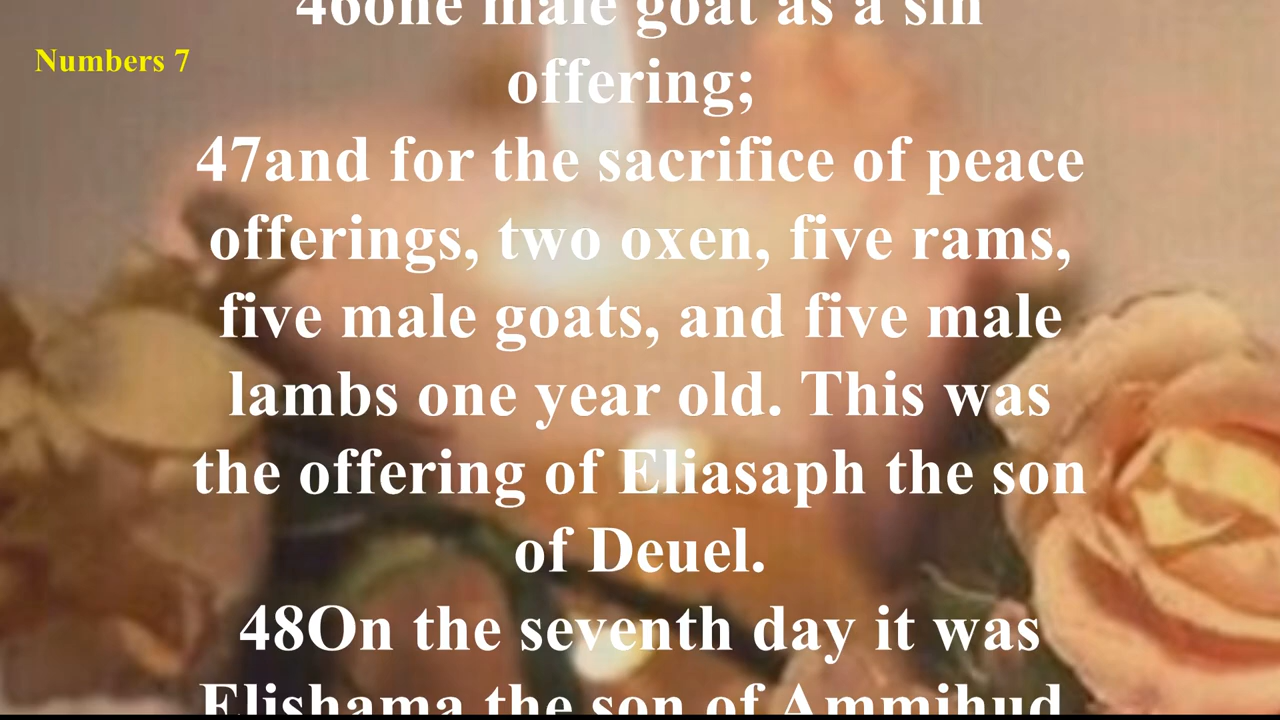 46one male goat as a sin
Numbers 7
offering;
47and for the sacrifice of peace
offerings, two oxen, five rams,
five male goats, and five male
lambs one year old. This was
the offering of Eliasaph the son
of Deuel.
48On the seventh day it was
Elishama the son of Ammihud,